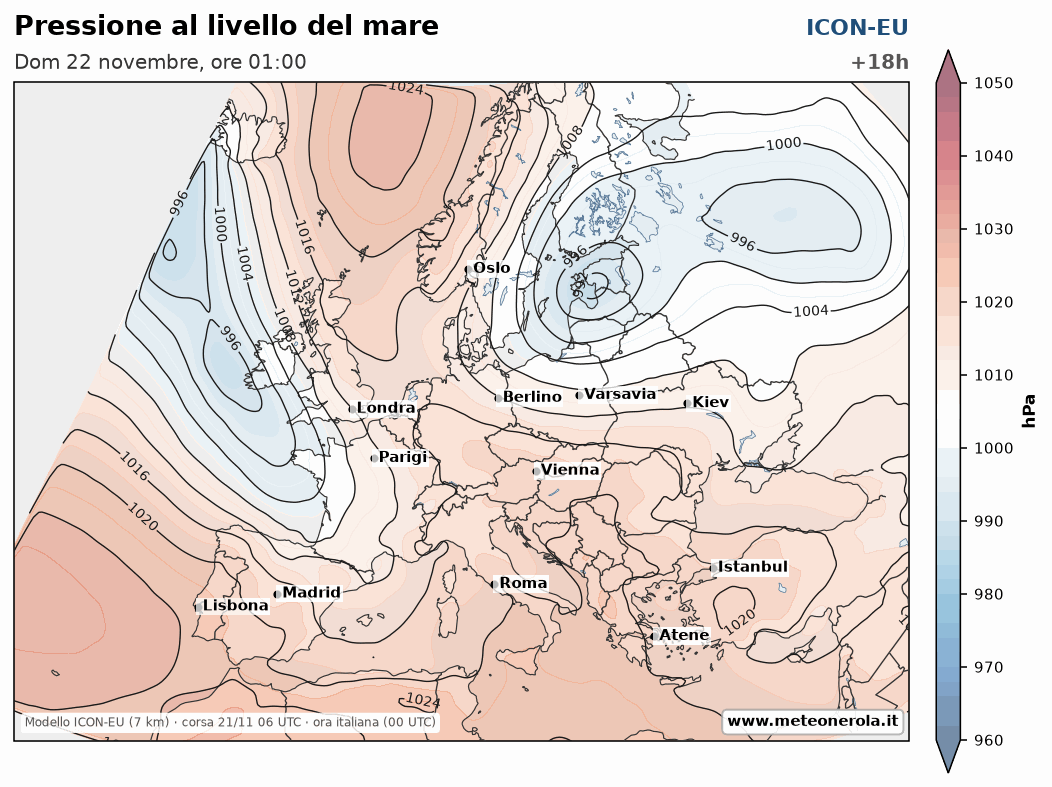 Pressione al livello del mare
ICON-EU
Dom 22 novembre, ore 01:00
+18h
1024
1008
1000
996
1000
1004
1016
996
996
1004
996
1016
1020
1020
1024
Oslo
Londra
Berlino
Varsavia
Kiev
Parigi
Vienna
Istanbul
Roma
Madrid
Lisbona
Atene
Modello ICON-EU (7 km) · corsa 21/11 06 UTC · ora italiana (00 UTC)
www.meteonerola.it
1050
1040
1030
1020
1010
1000
990
980
970
960
hPa